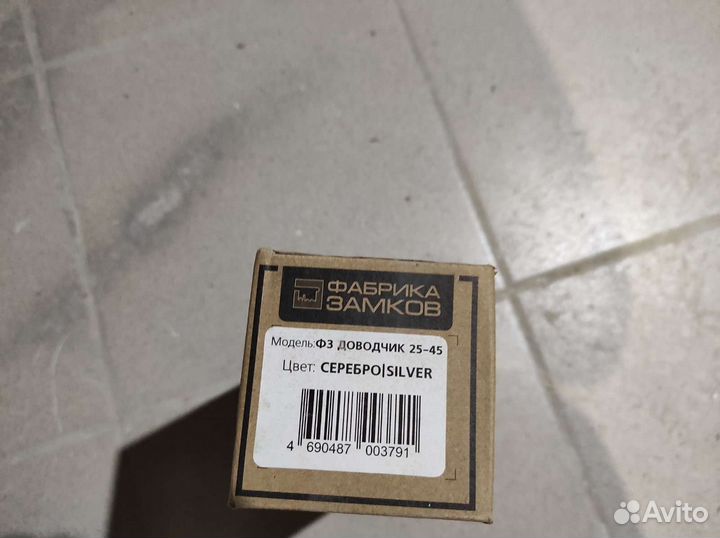 ФАБРИКА
ЗАМКОВ
Модель:ФЗ ДОВОДЧИК 25-45
Цвет: СЕРЕБРО|SILVER
4 690487 003791
Avito